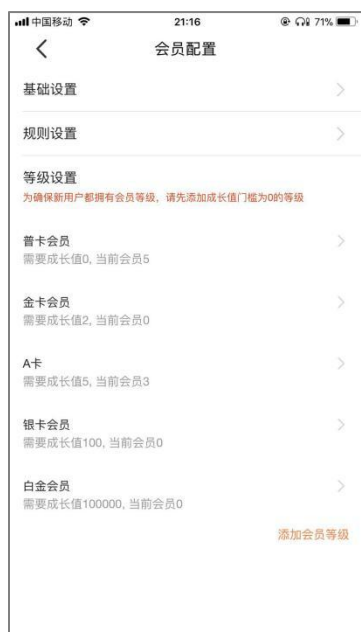 中国移动 21:16 71%
会员配置
基础设置
规则设置
等级设置
为确保新用户都拥有会员等级，请先添加成长值门槛为0的等级
普卡会员
需要成长值0, 当前会员5
金卡会员
需要成长值2, 当前会员0
A卡
需要成长值5, 当前会员3
银卡会员
需要成长值100, 当前会员0
白金会员
需要成长值100000, 当前会员0
添加会员等级